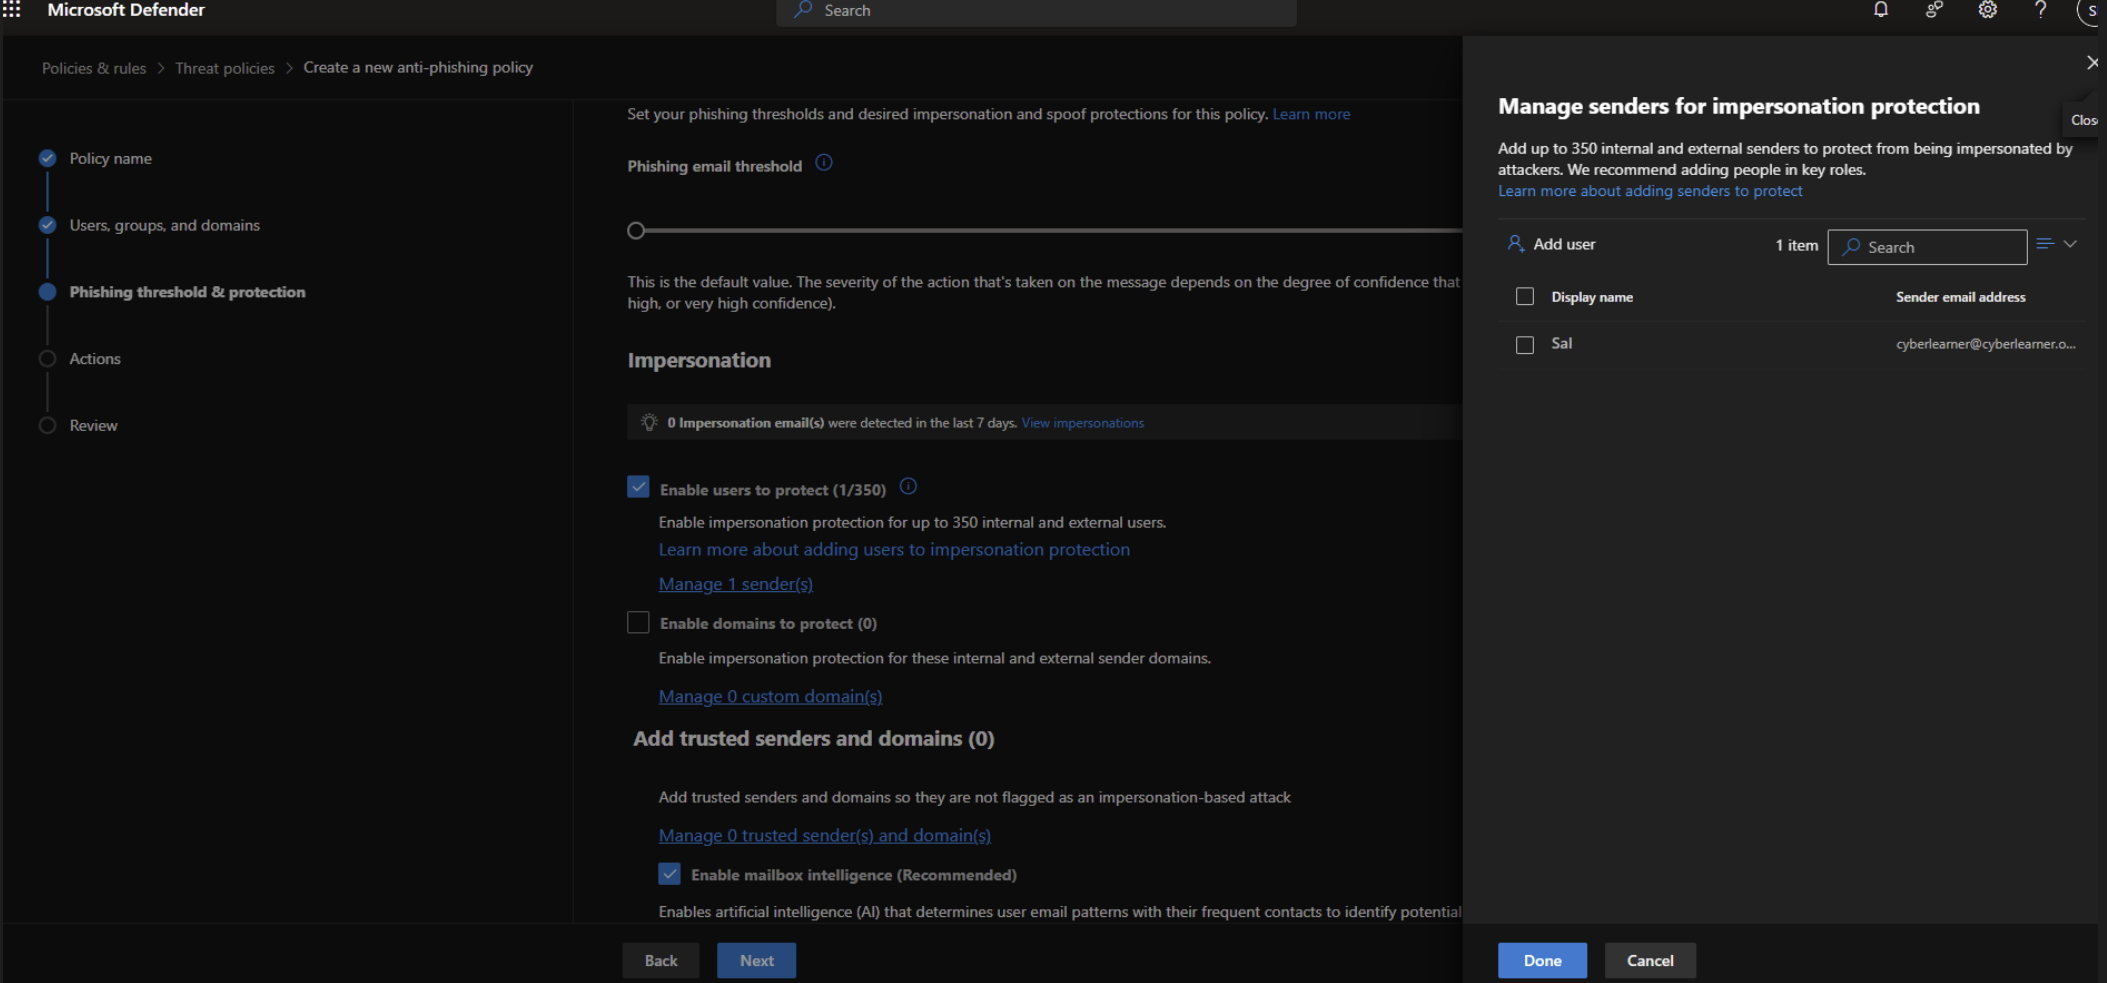 Microsoft Defender
Search
Policies & rules > Threat policies > Create a new anti-phishing policy
Policy name
Users, groups, and domains
Phishing threshold & protection
Actions
Review
Set your phishing thresholds and desired impersonation and spoof protections for this policy. Learn more
Phishing email threshold
This is the default value. The severity of the action that's taken on the message depends on the degree of confidence that
high, or very high confidence).
Impersonation
0 Impersonation email(s) were detected in the last 7 days. View impersonations
Enable users to protect (1/350)
Enable impersonation protection for up to 350 internal and external users.
Learn more about adding users to impersonation protection
Manage 1 sender(s)
Enable domains to protect (0)
Enable impersonation protection for these internal and external sender domains.
Manage 0 custom domain(s)
Add trusted senders and domains (0)
Add trusted senders and domains so they are not flagged as an impersonation-based attack
Manage 0 trusted sender(s) and domain(s)
Enable mailbox intelligence (Recommended)
Enables artificial intelligence (AI) that determines user email patterns with their frequent contacts to identify potential
Back
Next
Manage senders for impersonation protection
Clos
Add up to 350 internal and external senders to protect from being impersonated by
attackers. We recommend adding people in key roles.
Learn more about adding senders to protect
Add user
1 item
Search
Display name
Sender email address
Sal
cyberlearner@cyberlearner.o...
Done
Cancel